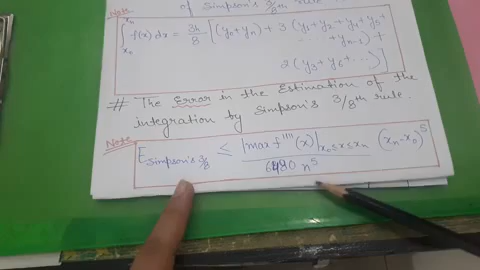 of Simpson's 3/8th rule.
Note
∫x₀^xₙ f(x) dx = 3h/8 [(y₀+yₙ) + 3 (y₁+y₂+y₄+y₅+
... +yₙ₋₁) +
2(y₃+y₆+...)]
# The Error in the Estimation of the
integration by Simpson's 3/8th rule.
Note
E Simpson's 3/8 ≤ |max f''''(x)| x₀≤x≤xₙ / 6480 n⁵ (xₙ-x₀)⁵